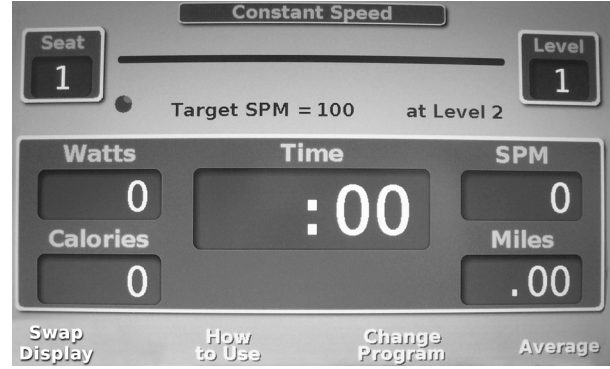 Constant Speed
Seat
1
Level
1
Target SPM = 100 at Level 2
Watts
0
Time
:00
SPM
0
Calories
0
Miles
.00
Swap
Display
How
to Use
Change
Program
Average